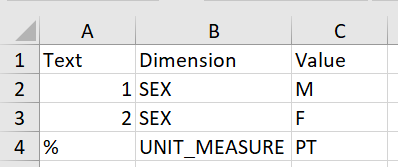 A B C
1 Text Dimension Value
2 1 SEX M
3 2 SEX F
4 % UNIT_MEASURE PT